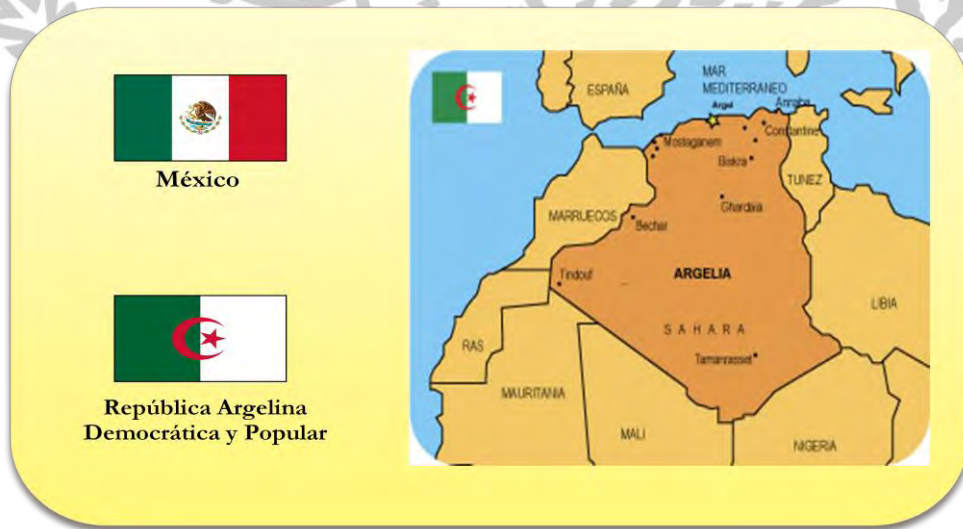 México
República Argelina
Democrática y Popular
MAR
MEDITERRANEO
ESPAÑA
Argel
Annaba
Constantine
Mostaganem
Biskra
TUNEZ
Ghardaia
MARRUECOS
Bechar
Tindouf
ARGELIA
LIBIA
SAHARA
RAS
Tamanrasset
MAURITANIA
MALI
NIGERIA